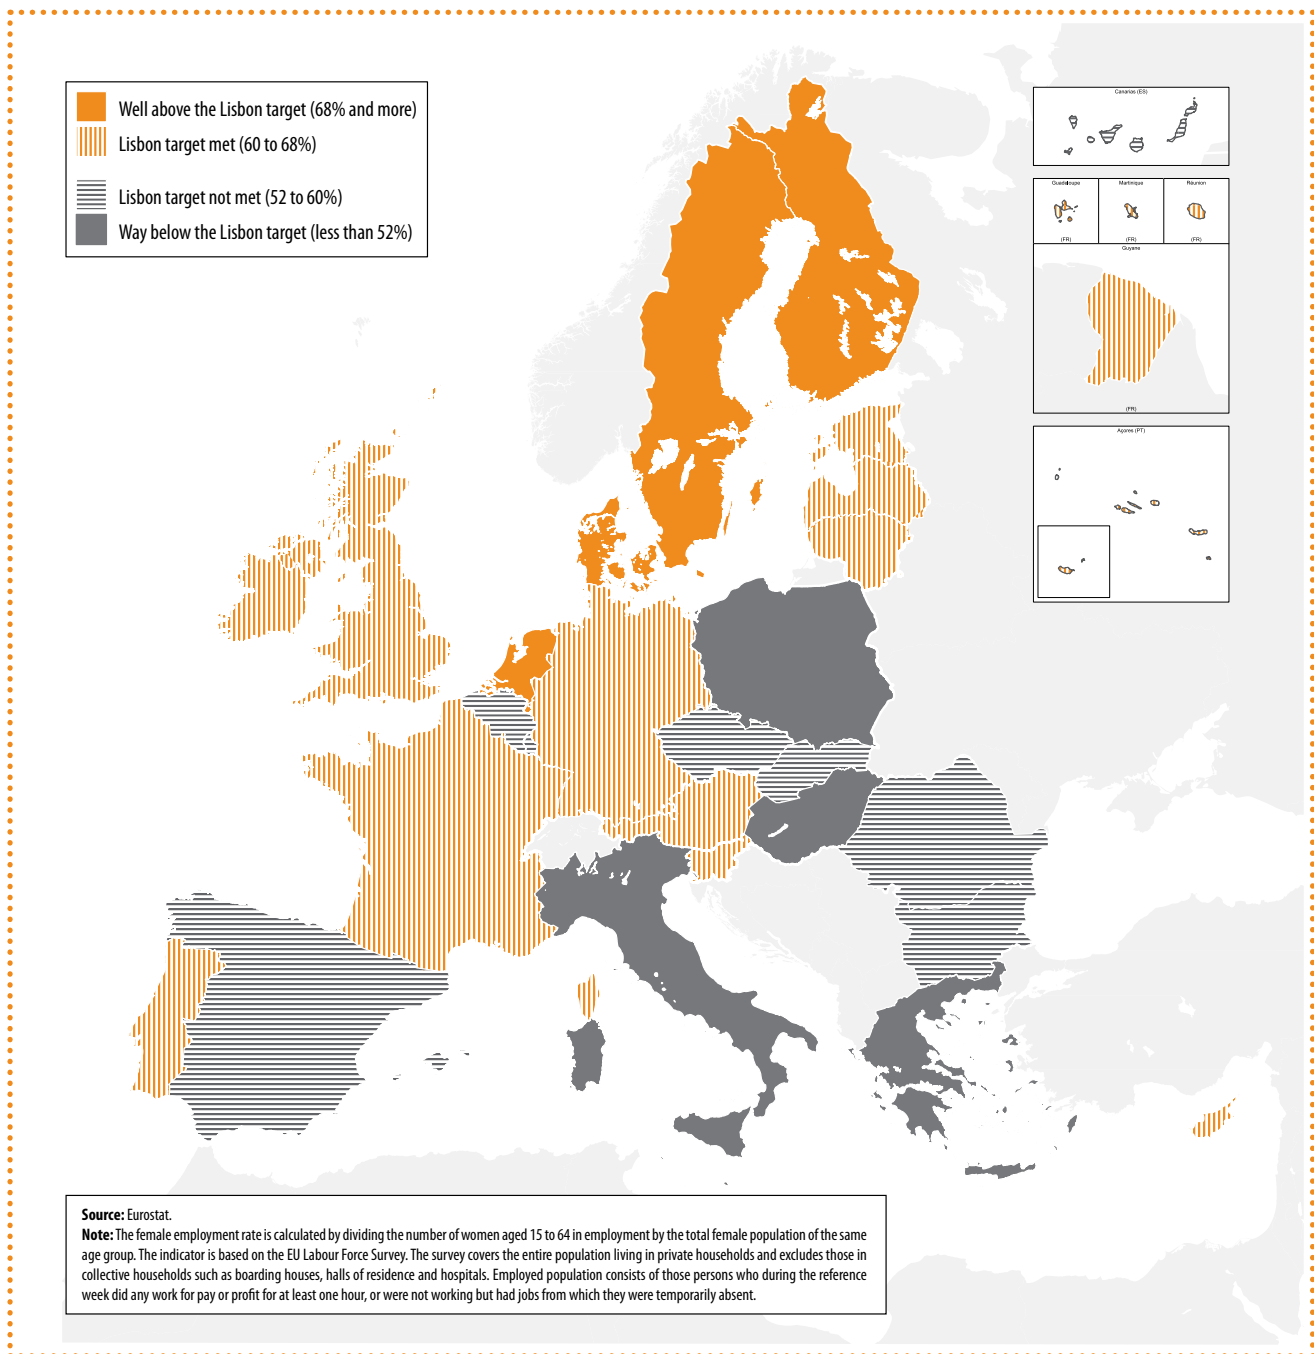 Well above the Lisbon target (68% and more)
Lisbon target met (60 to 68%)
Lisbon target not met (52 to 60%)
Way below the Lisbon target (less than 52%)
Canarias (ES)
Guadeloupe
Martinique
Réunion
(FR)
(FR)
(FR)
Guyane
(FR)
Açores (PT)
Source: Eurostat.
Note: The female employment rate is calculated by dividing the number of women aged 15 to 64 in employment by the total female population of the same
age group. The indicator is based on the EU Labour Force Survey. The survey covers the entire population living in private households and excludes those in
collective households such as boarding houses, halls of residence and hospitals. Employed population consists of those persons who during the reference
week did any work for pay or profit for at least one hour, or were not working but had jobs from which they were temporarily absent.